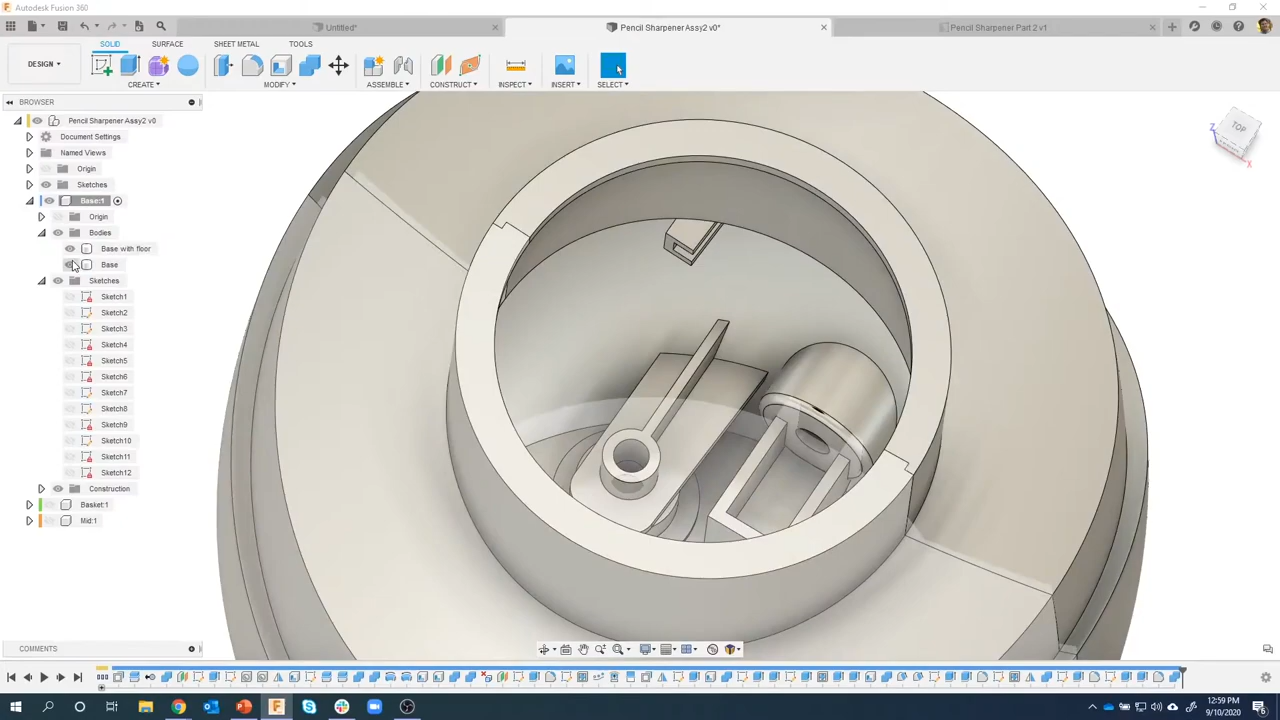 Autodesk Fusion 360
Untitled*
Pencil Sharpener Assy2 v0*
Pencil Sharpener Part 2 v1
SOLID
SURFACE
SHEET METAL
TOOLS
DESIGN
CREATE
MODIFY
ASSEMBLE
CONSTRUCT
INSPECT
INSERT
SELECT
BROWSER
Pencil Sharpener Assy2 v0
Document Settings
Named Views
Origin
Sketches
Base:1
Origin
Bodies
Base with floor
Base
Sketches
Sketch1
Sketch2
Sketch3
Sketch4
Sketch5
Sketch6
Sketch7
Sketch8
Sketch9
Sketch10
Sketch11
Sketch12
Construction
Basket:1
Mid:1
TOP
Z
X
COMMENTS
12:59 PM
9/10/2020